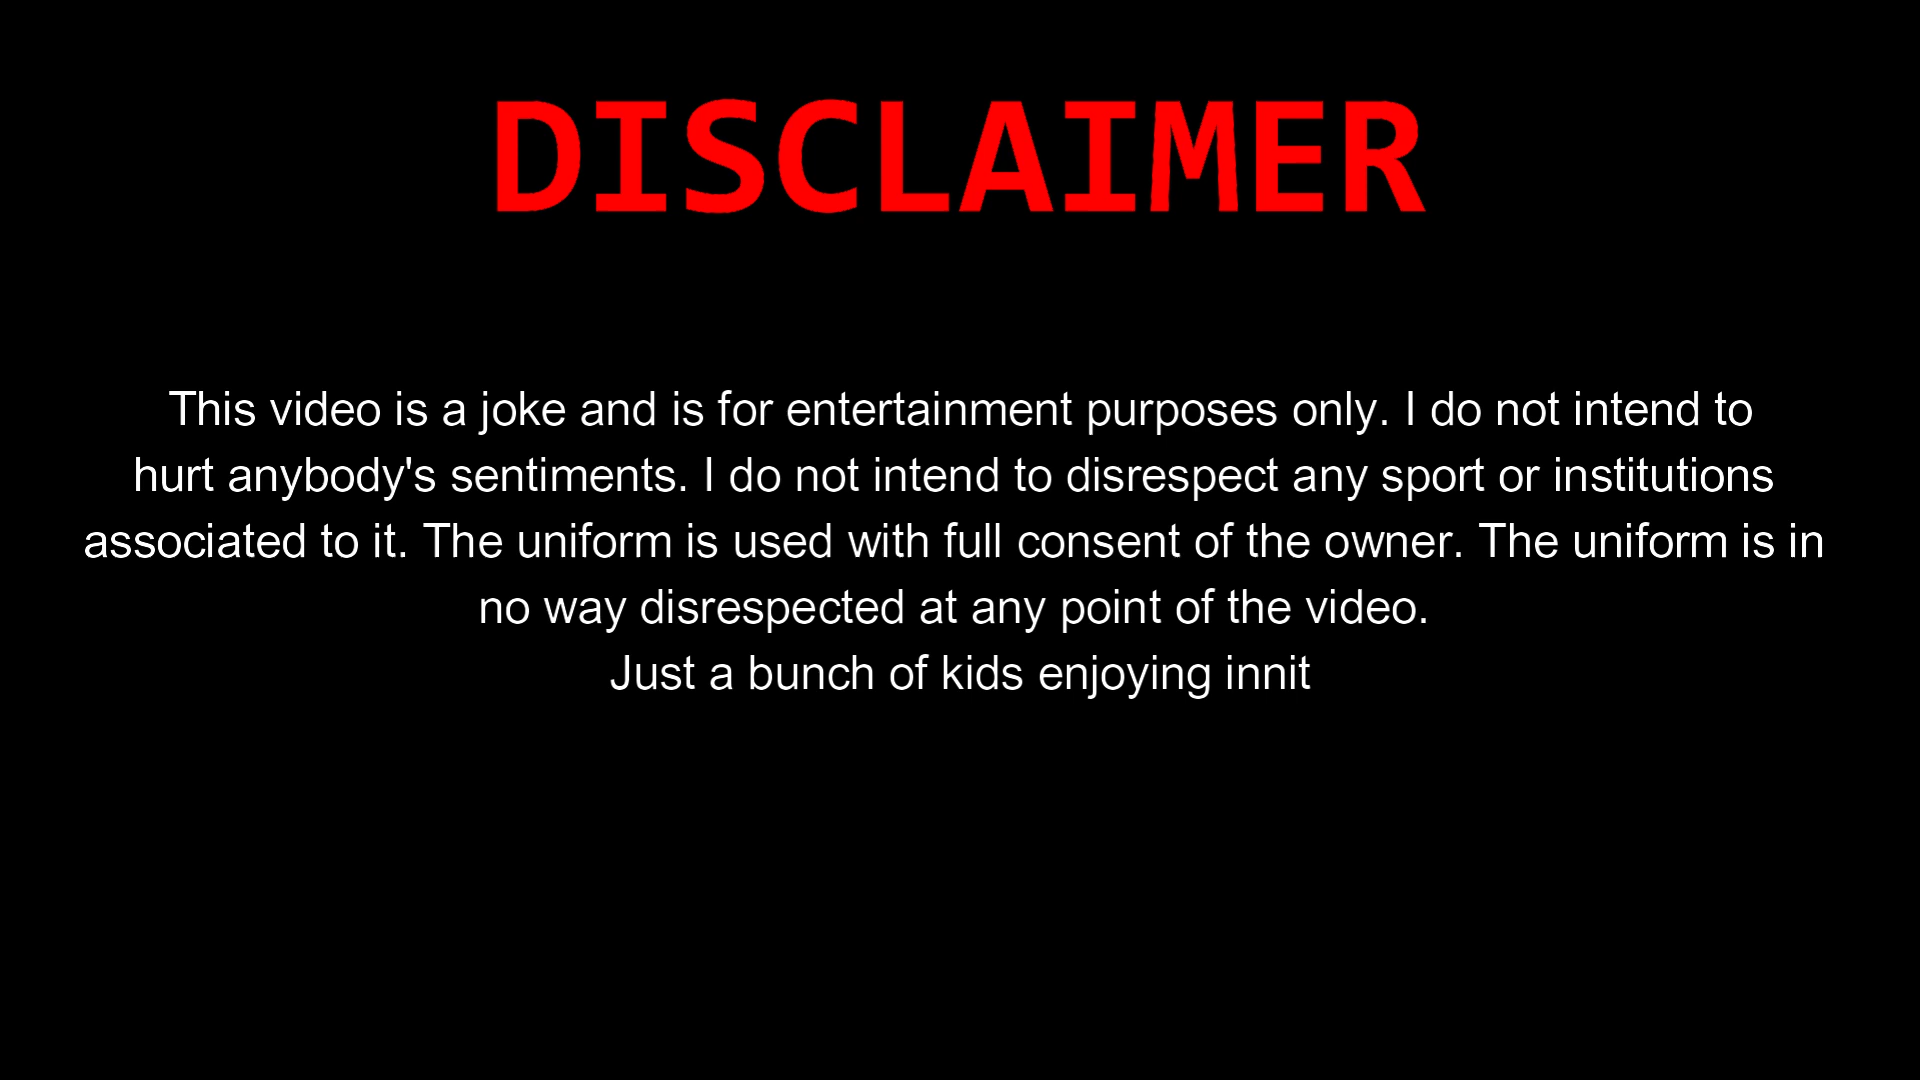 DISCLAIMER
This video is a joke and is for entertainment purposes only. I do not intend to
hurt anybody's sentiments. I do not intend to disrespect any sport or institutions
associated to it. The uniform is used with full consent of the owner. The uniform is in
no way disrespected at any point of the video.
Just a bunch of kids enjoying innit